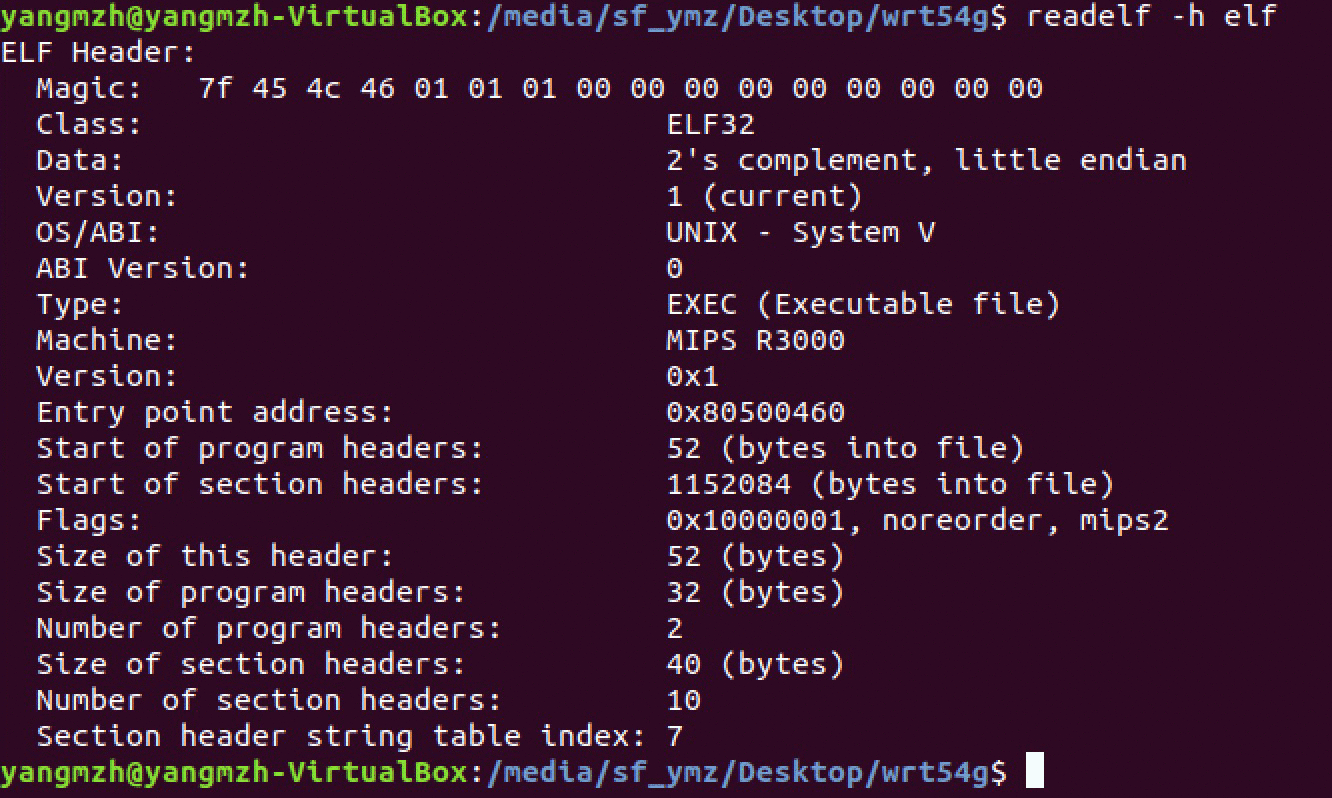 yangmzh@yangmzh-VirtualBox:/media/sf_ymz/Desktop/wrt54g$ readelf -h elf
ELF Header:
  Magic:   7f 45 4c 46 01 01 01 00 00 00 00 00 00 00 00 00
  Class:                             ELF32
  Data:                              2's complement, little endian
  Version:                           1 (current)
  OS/ABI:                            UNIX - System V
  ABI Version:                       0
  Type:                              EXEC (Executable file)
  Machine:                           MIPS R3000
  Version:                           0x1
  Entry point address:               0x80500460
  Start of program headers:          52 (bytes into file)
  Start of section headers:          1152084 (bytes into file)
  Flags:                             0x10000001, noreorder, mips2
  Size of this header:               52 (bytes)
  Size of program headers:           32 (bytes)
  Number of program headers:         2
  Size of section headers:           40 (bytes)
  Number of section headers:         10
  Section header string table index: 7
yangmzh@yangmzh-VirtualBox:/media/sf_ymz/Desktop/wrt54g$